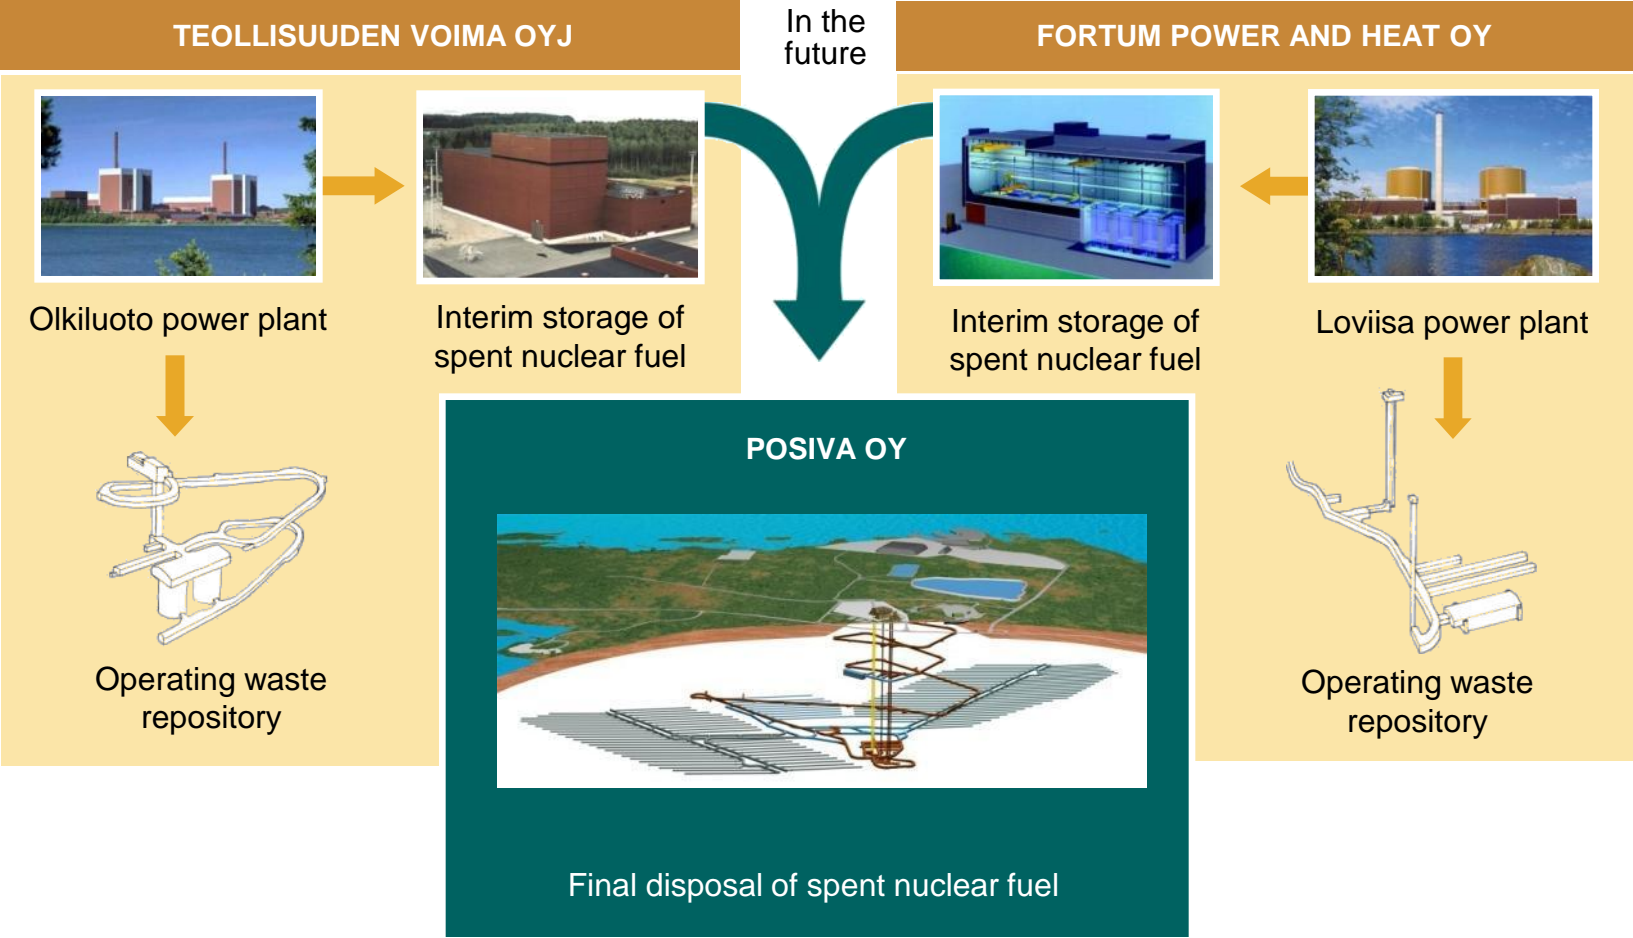 TEOLLISUUDEN VOIMA OYJ
In the
future
FORTUM POWER AND HEAT OY
Olkiluoto power plant
Interim storage of
spent nuclear fuel
Interim storage of
spent nuclear fuel
Loviisa power plant
POSIVA OY
Operating waste
repository
Operating waste
repository
Final disposal of spent nuclear fuel